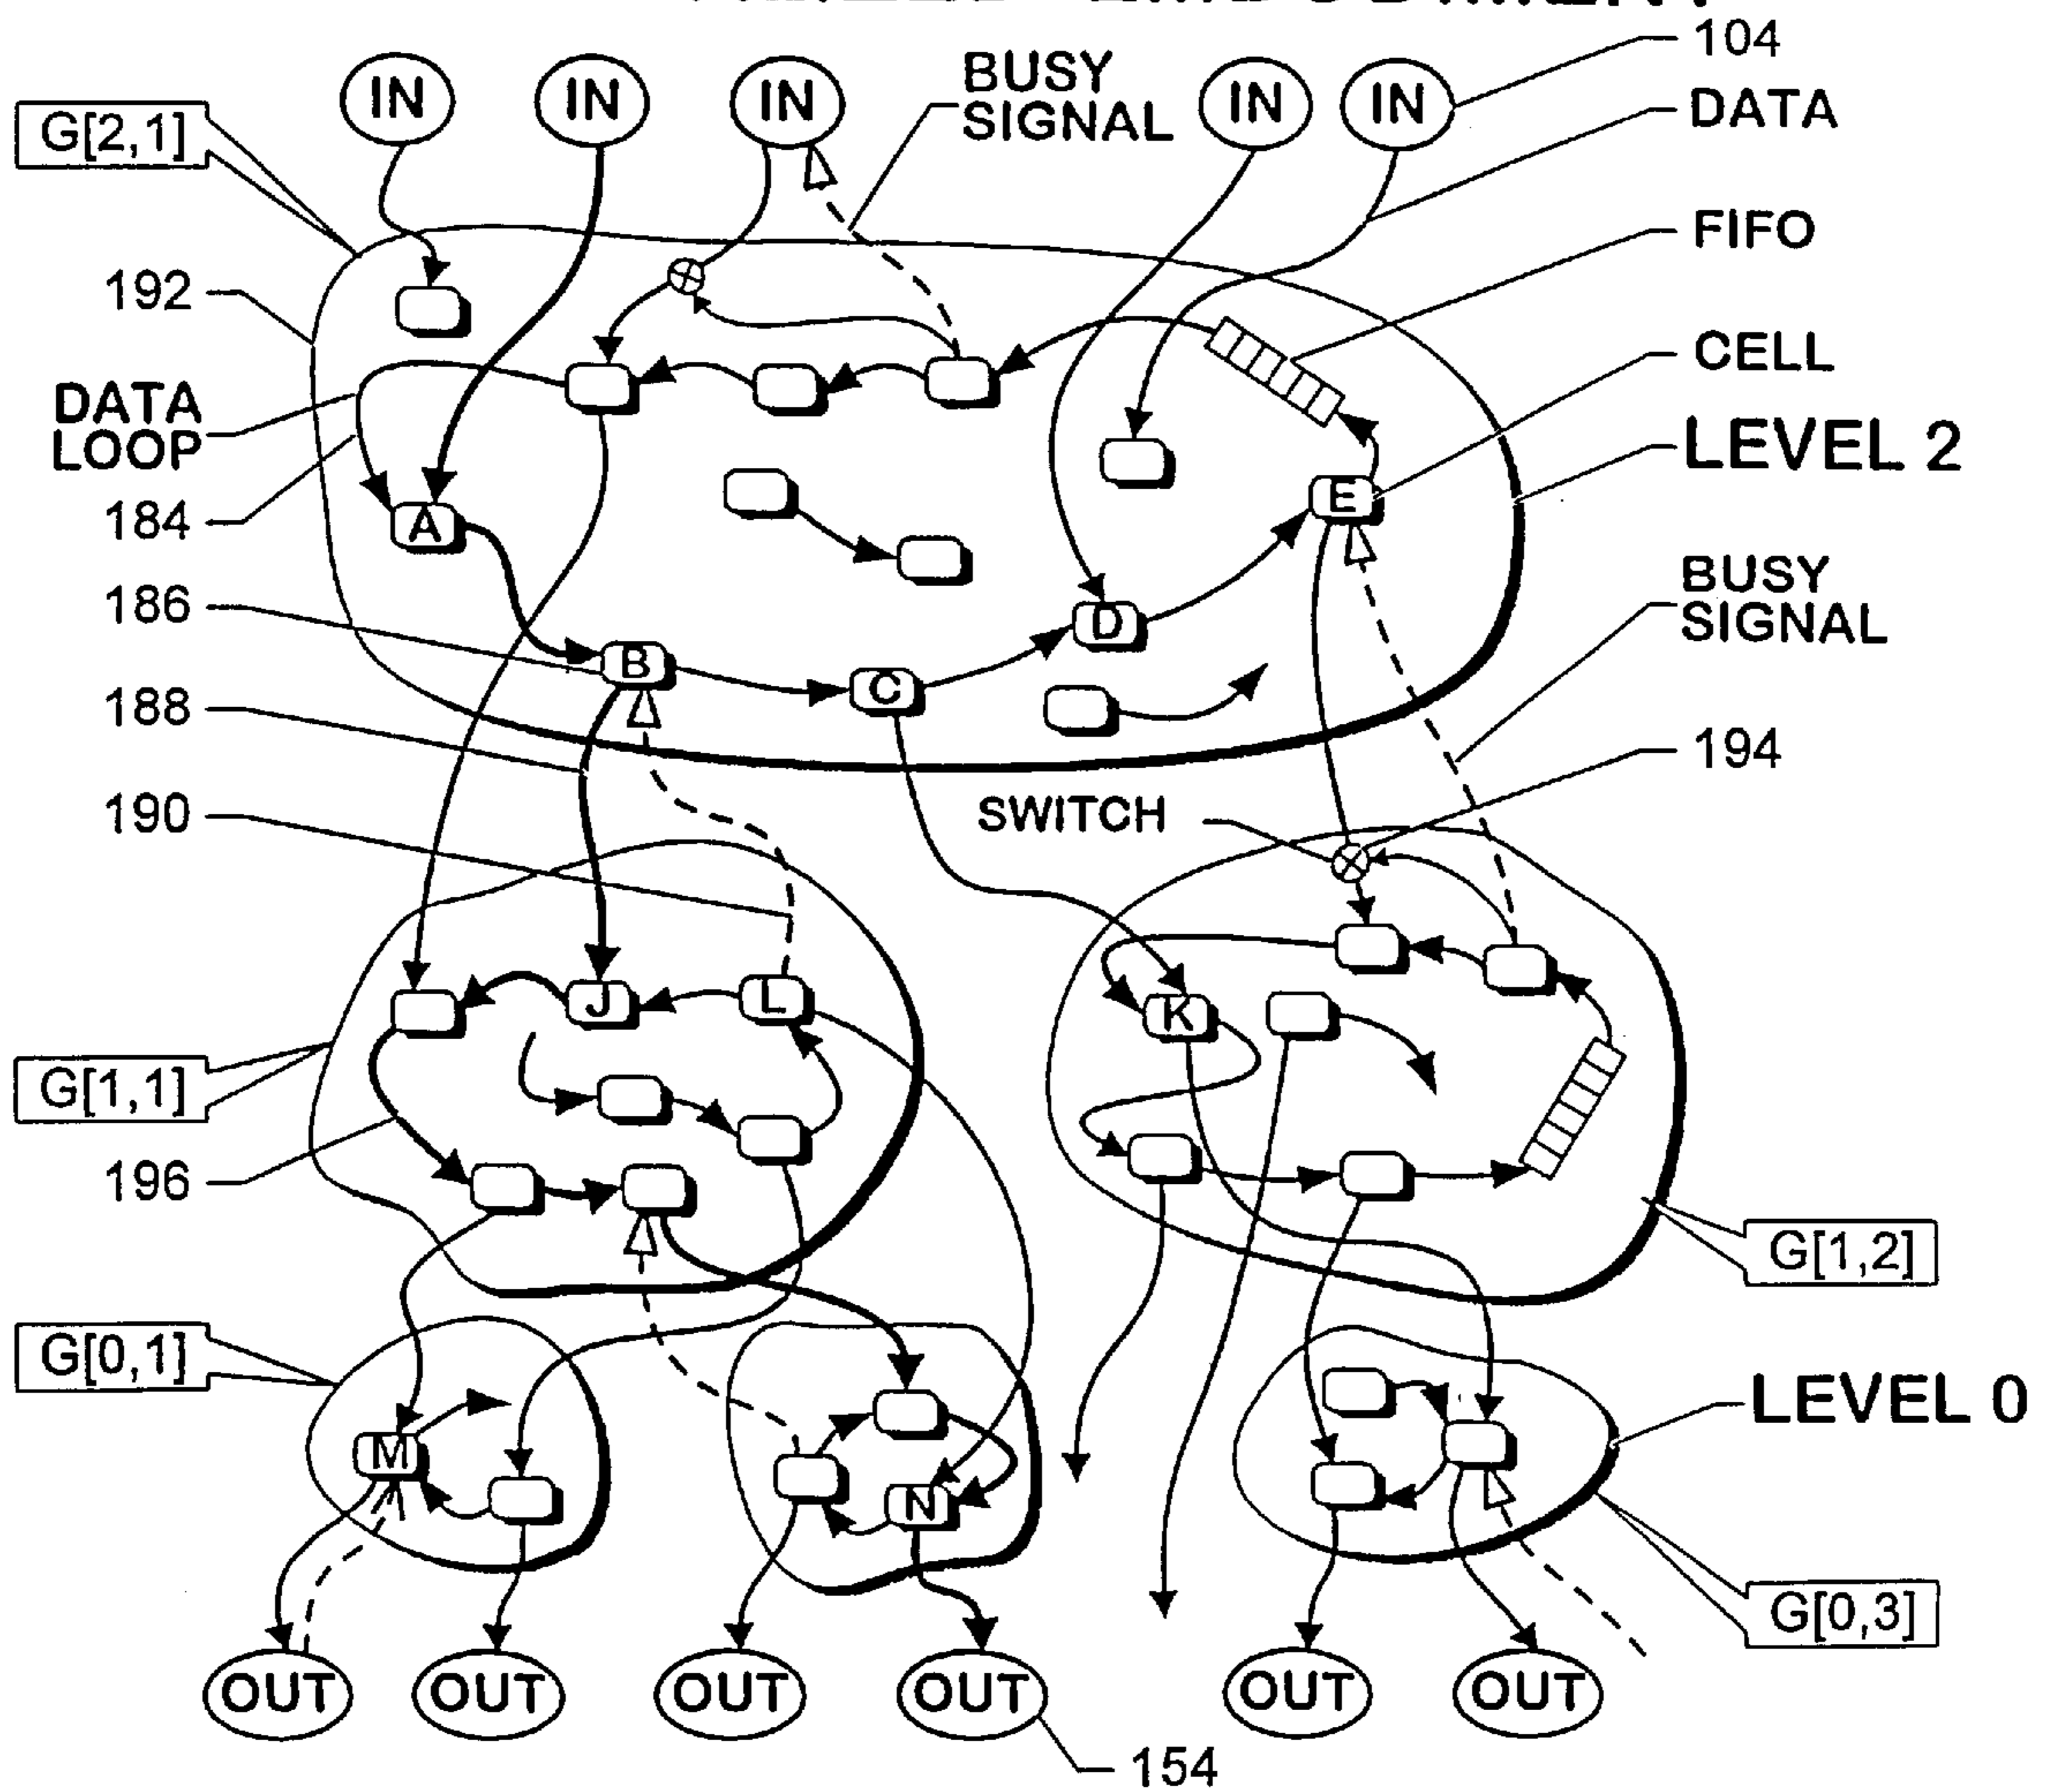 104
IN
IN
IN
BUSY
SIGNAL
IN
IN
DATA
G[2,1]
FIFO
192
CELL
DATA
LOOP
LEVEL 2
184
A
E
186
BUSY
SIGNAL
D
B
C
188
194
190
SWITCH
J
L
K
G[1,1]
196
G[1,2]
G[0,1]
LEVEL 0
M
N
G[0,3]
OUT
OUT
OUT
OUT
OUT
OUT
154